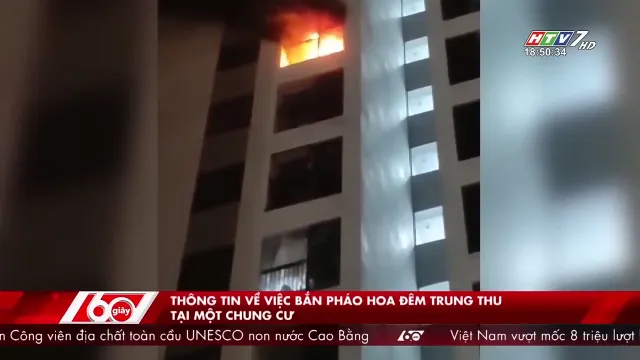 HTV7 HD
18:50:34
60 giây
THÔNG TIN VỀ VIỆC BẮN PHÁO HOA ĐÊM TRUNG THU
TẠI MỘT CHUNG CƯ
n Công viên địa chất toàn cầu UNESCO non nước Cao Bằng 60 giây Việt Nam vượt mốc 8 triệu lượt